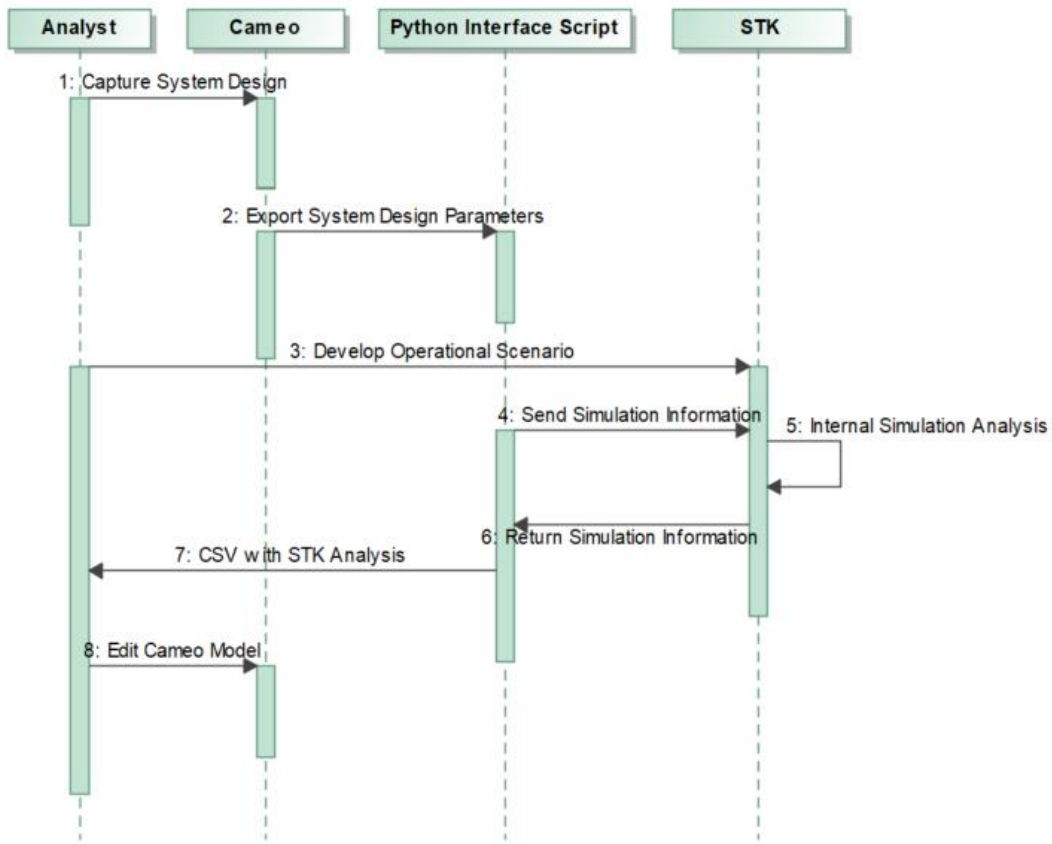 Analyst
Cameo
Python Interface Script
STK
1: Capture System Design
2: Export System Design Parameters
3: Develop Operational Scenario
4: Send Simulation Information
5: Internal Simulation Analysis
6: Return Simulation Information
7: CSV with STK Analysis
8: Edit Cameo Model